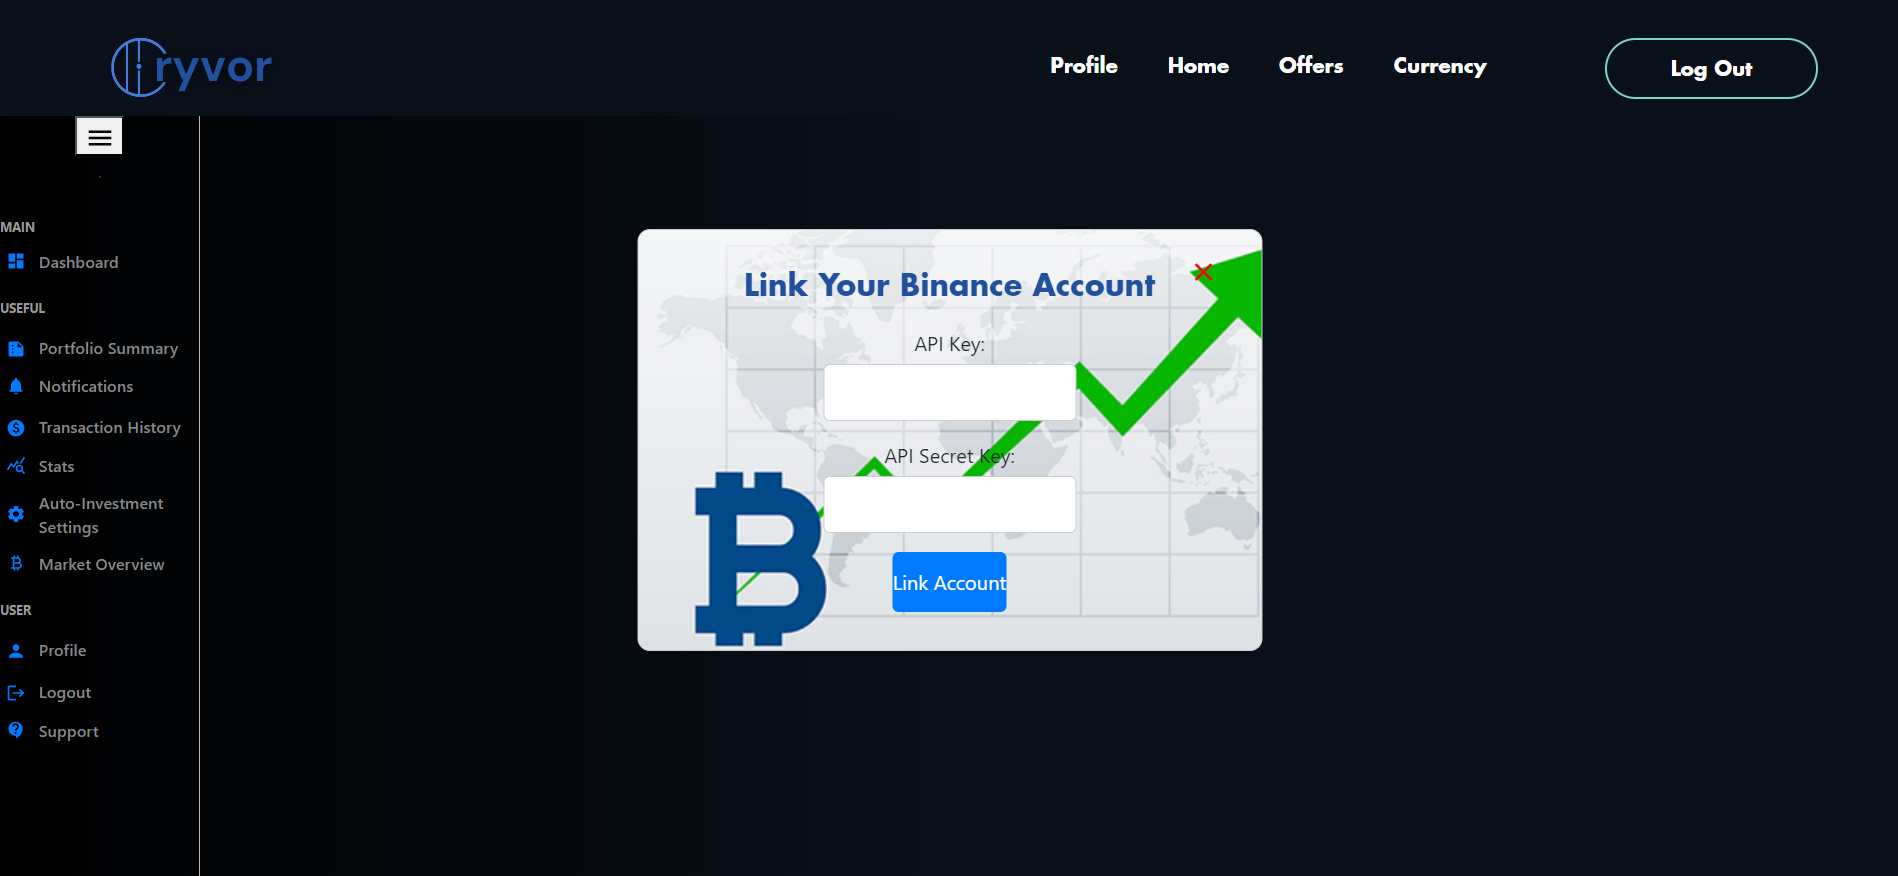 ryvor
Profile Home Offers Currency Log Out
MAIN
Dashboard
USEFUL
Portfolio Summary
Notifications
Transaction History
Stats
Auto-Investment
Settings
Market Overview
USER
Profile
Logout
Support
Link Your Binance Account
API Key:
API Secret Key:
Link Account